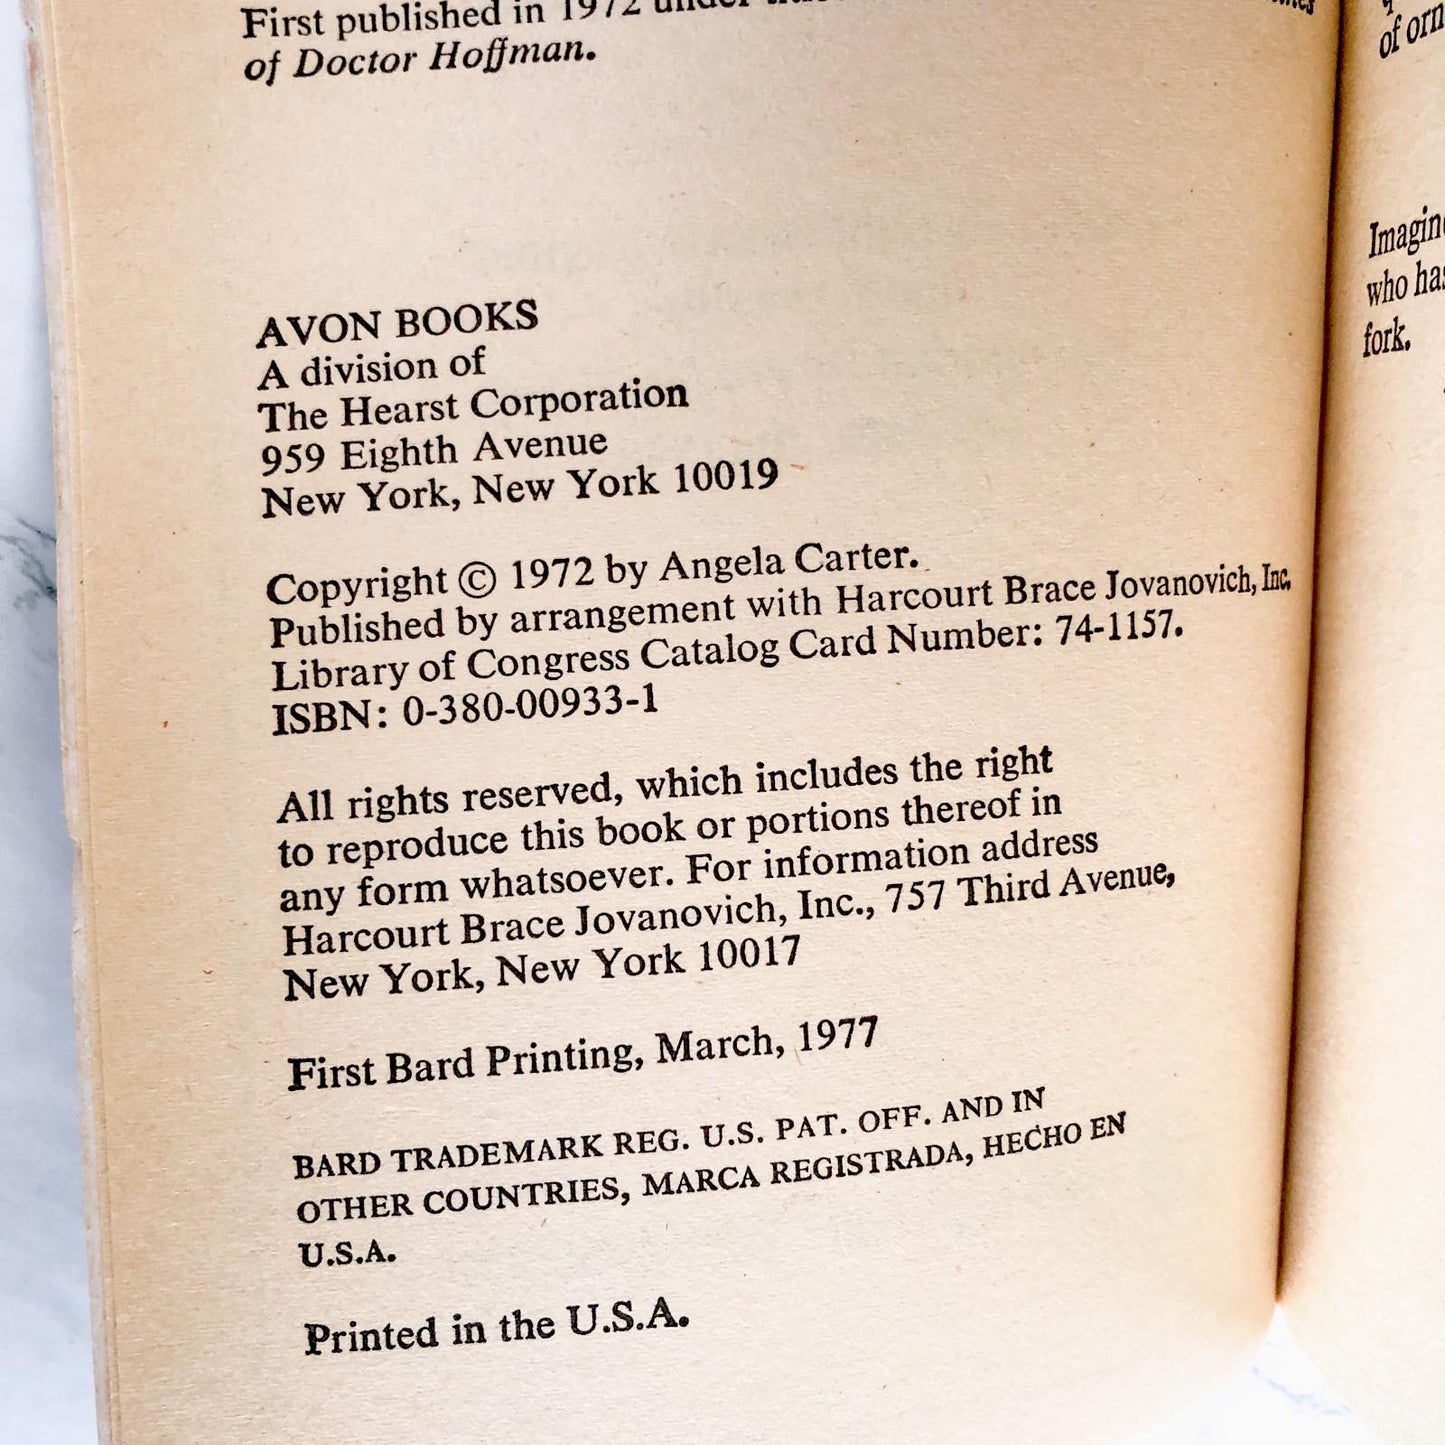 First published in 1972 under
of Doctor Hoffman.
AVON BOOKS
A division of
The Hearst Corporation
959 Eighth Avenue
New York, New York 10019
Copyright © 1972 by Angela Carter.
Published by arrangement with Harcourt Brace Jovanovich, Inc.
Library of Congress Catalog Card Number: 74-1157.
ISBN: 0-380-00933-1
All rights reserved, which includes the right
to reproduce this book or portions thereof in
any form whatsoever. For information address
Harcourt Brace Jovanovich, Inc., 757 Third Avenue,
New York, New York 10017
First Bard Printing, March, 1977
BARD TRADEMARK REG. U.S. PAT. OFF. AND IN
OTHER COUNTRIES, MARCA REGISTRADA, HECHO EN
U.S.A.
Printed in the U.S.A.
of orn
Imagine
who has
fork.